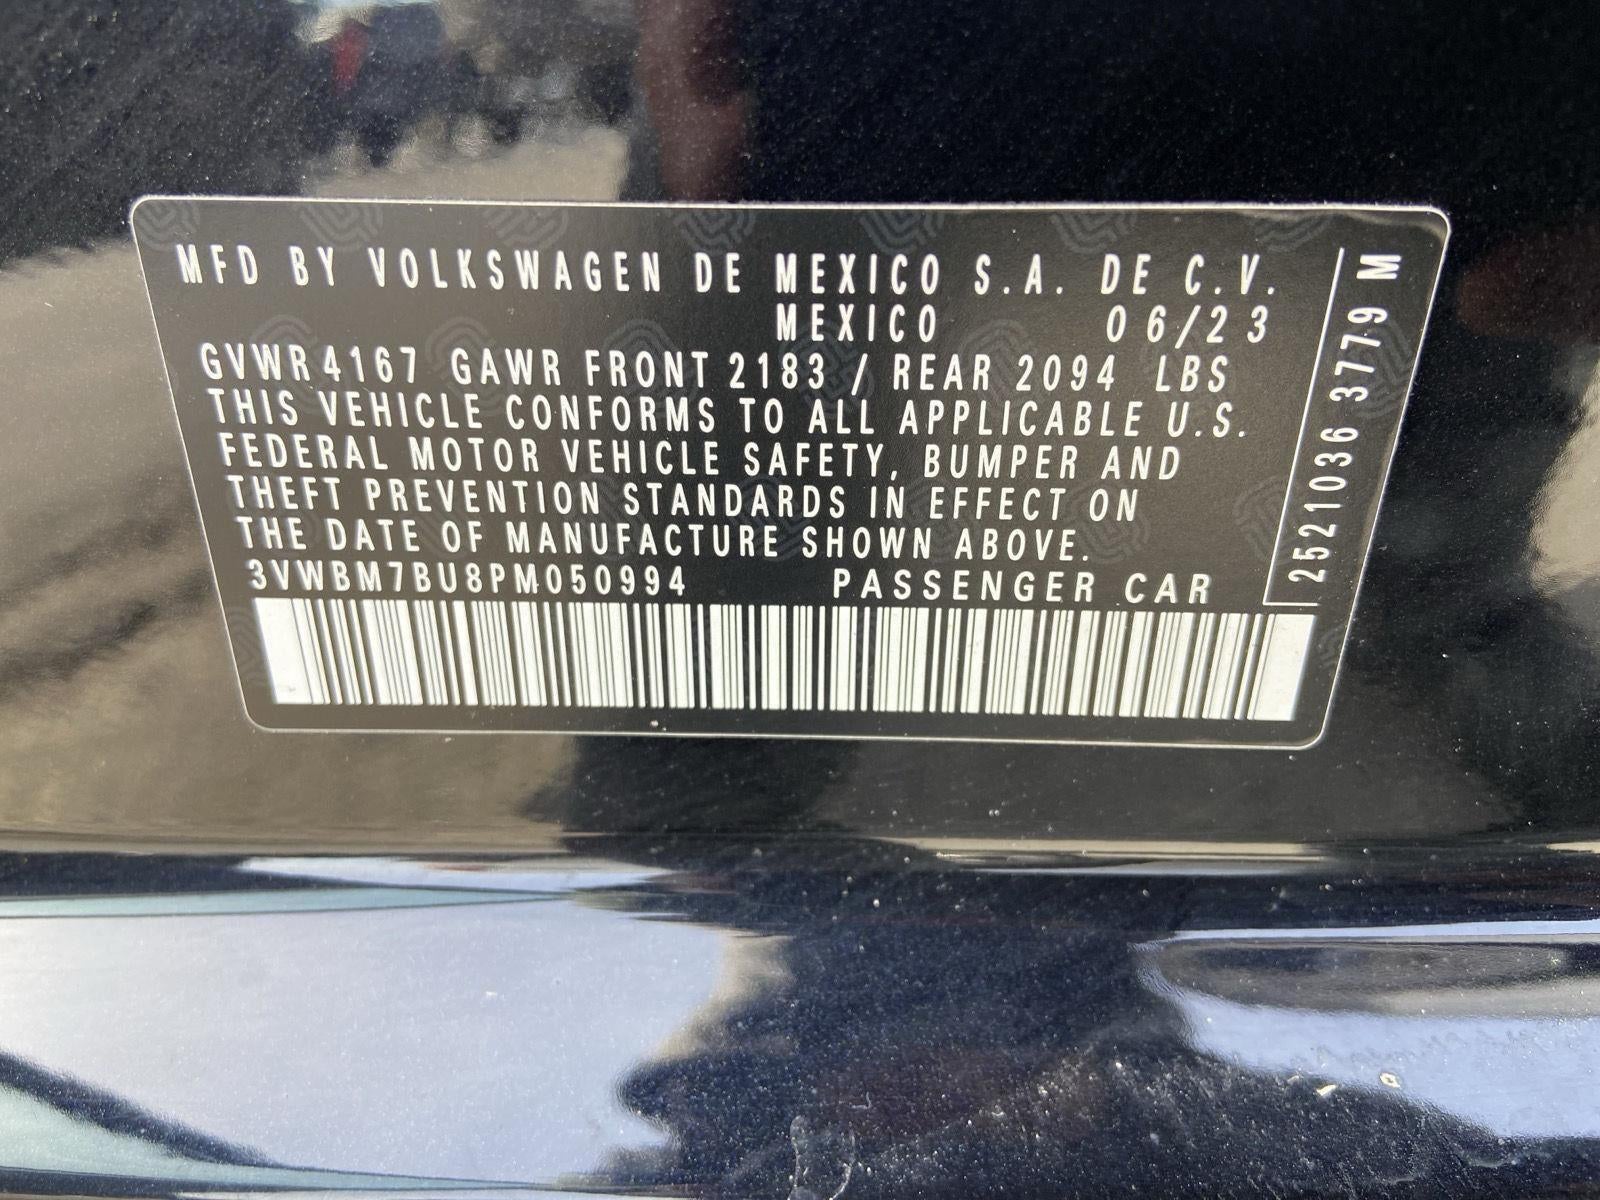 MFD BY VOLKSWAGEN DE MEXICO S.A. DE C.V.
MEXICO 06/23
GVWR 4167 GAWR FRONT 2183 / REAR 2094 LBS
THIS VEHICLE CONFORMS TO ALL APPLICABLE U.S.
FEDERAL MOTOR VEHICLE SAFETY, BUMPER AND
THEFT PREVENTION STANDARDS IN EFFECT ON
THE DATE OF MANUFACTURE SHOWN ABOVE.
3VWBM7BU8PM050994 PASSENGER CAR
2521036 3779 M